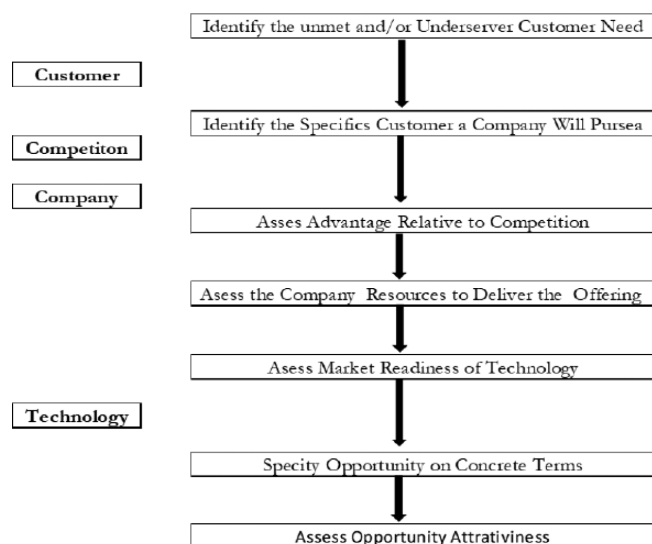 Identify the unmet and/or Underserver Customer Need
Customer
Identify the Specifics Customer a Company Will Pursea
Competiton
Company
Asses Advantage Relative to Competition
Asess the Company Resources to Deliver the Offering
Asess Market Readiness of Technology
Technology
Specity Opportunity on Concrete Terms
Assess Opportunity Attrativiness